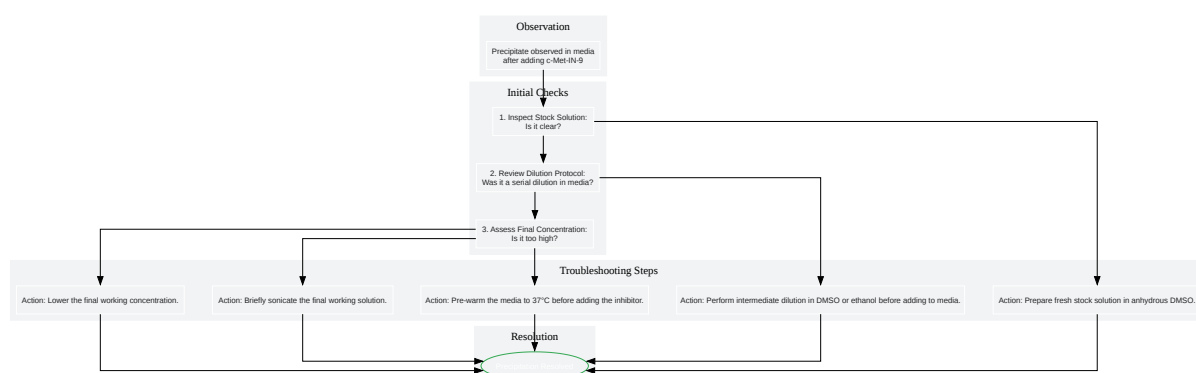 Observation
Precipitate observed in media
after adding c-Met-IN-9
Initial Checks
1. Inspect Stock Solution:
Is it clear?
2. Review Dilution Protocol:
Was it a serial dilution in media?
3. Assess Final Concentration:
Is it too high?
Troubleshooting Steps
Action: Lower the final working concentration.
Action: Briefly sonicate the final working solution.
Action: Pre-warm the media to 37°C before adding the inhibitor.
Action: Perform intermediate dilution in DMSO or ethanol before adding to media.
Action: Prepare fresh stock solution in anhydrous DMSO.
Resolution